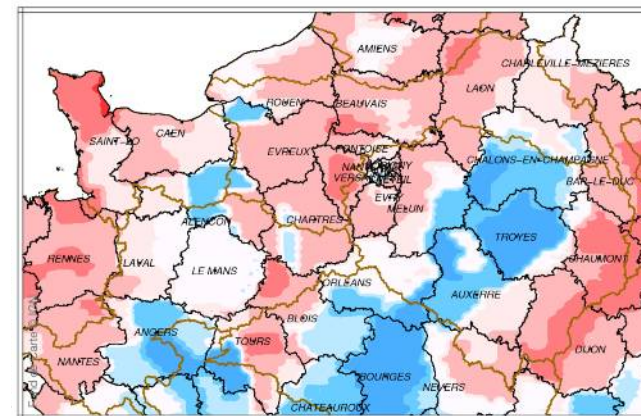 AMIENS
CHARLEVILLE-MEZIERES
LAON
ROUEN
BEAUVAIS
SAINT-LO
CAEN
EVREUX
PONTOISE
CHALONS-EN-CHAMPAGNE
BAR-LE-DUC
EVRY
MELUN
ALENCON
CHARTRES
TROYES
RENNES
LAVAL
LE MANS
CHAUMONT
ORLEANS
AUXERRE
BLOIS
ANGERS
TOURS
DIJON
NANTES
BOURGES
NEVERS
CHATEAUROUX